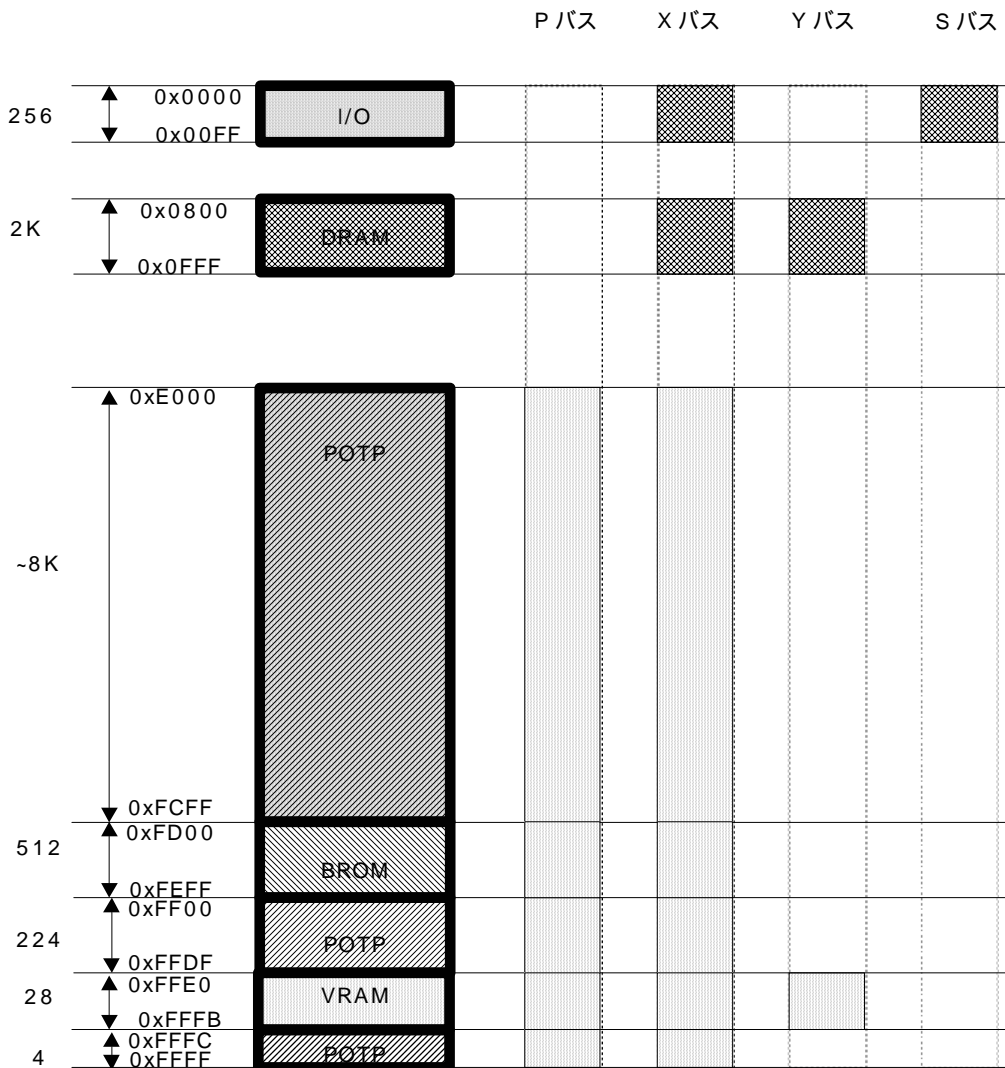 P バス X バス Y バス S バス
256
0x0000
0x00FF
I/O
2K
0x0800
0x0FFF
DRAM
~8K
0xE000
0xFCFF
POTP
512
0xFD00
0xFEFF
BROM
224
0xFF00
0xFFDF
POTP
28
0xFFE0
0xFFFB
VRAM
4
0xFFFC
0xFFFF
POTP